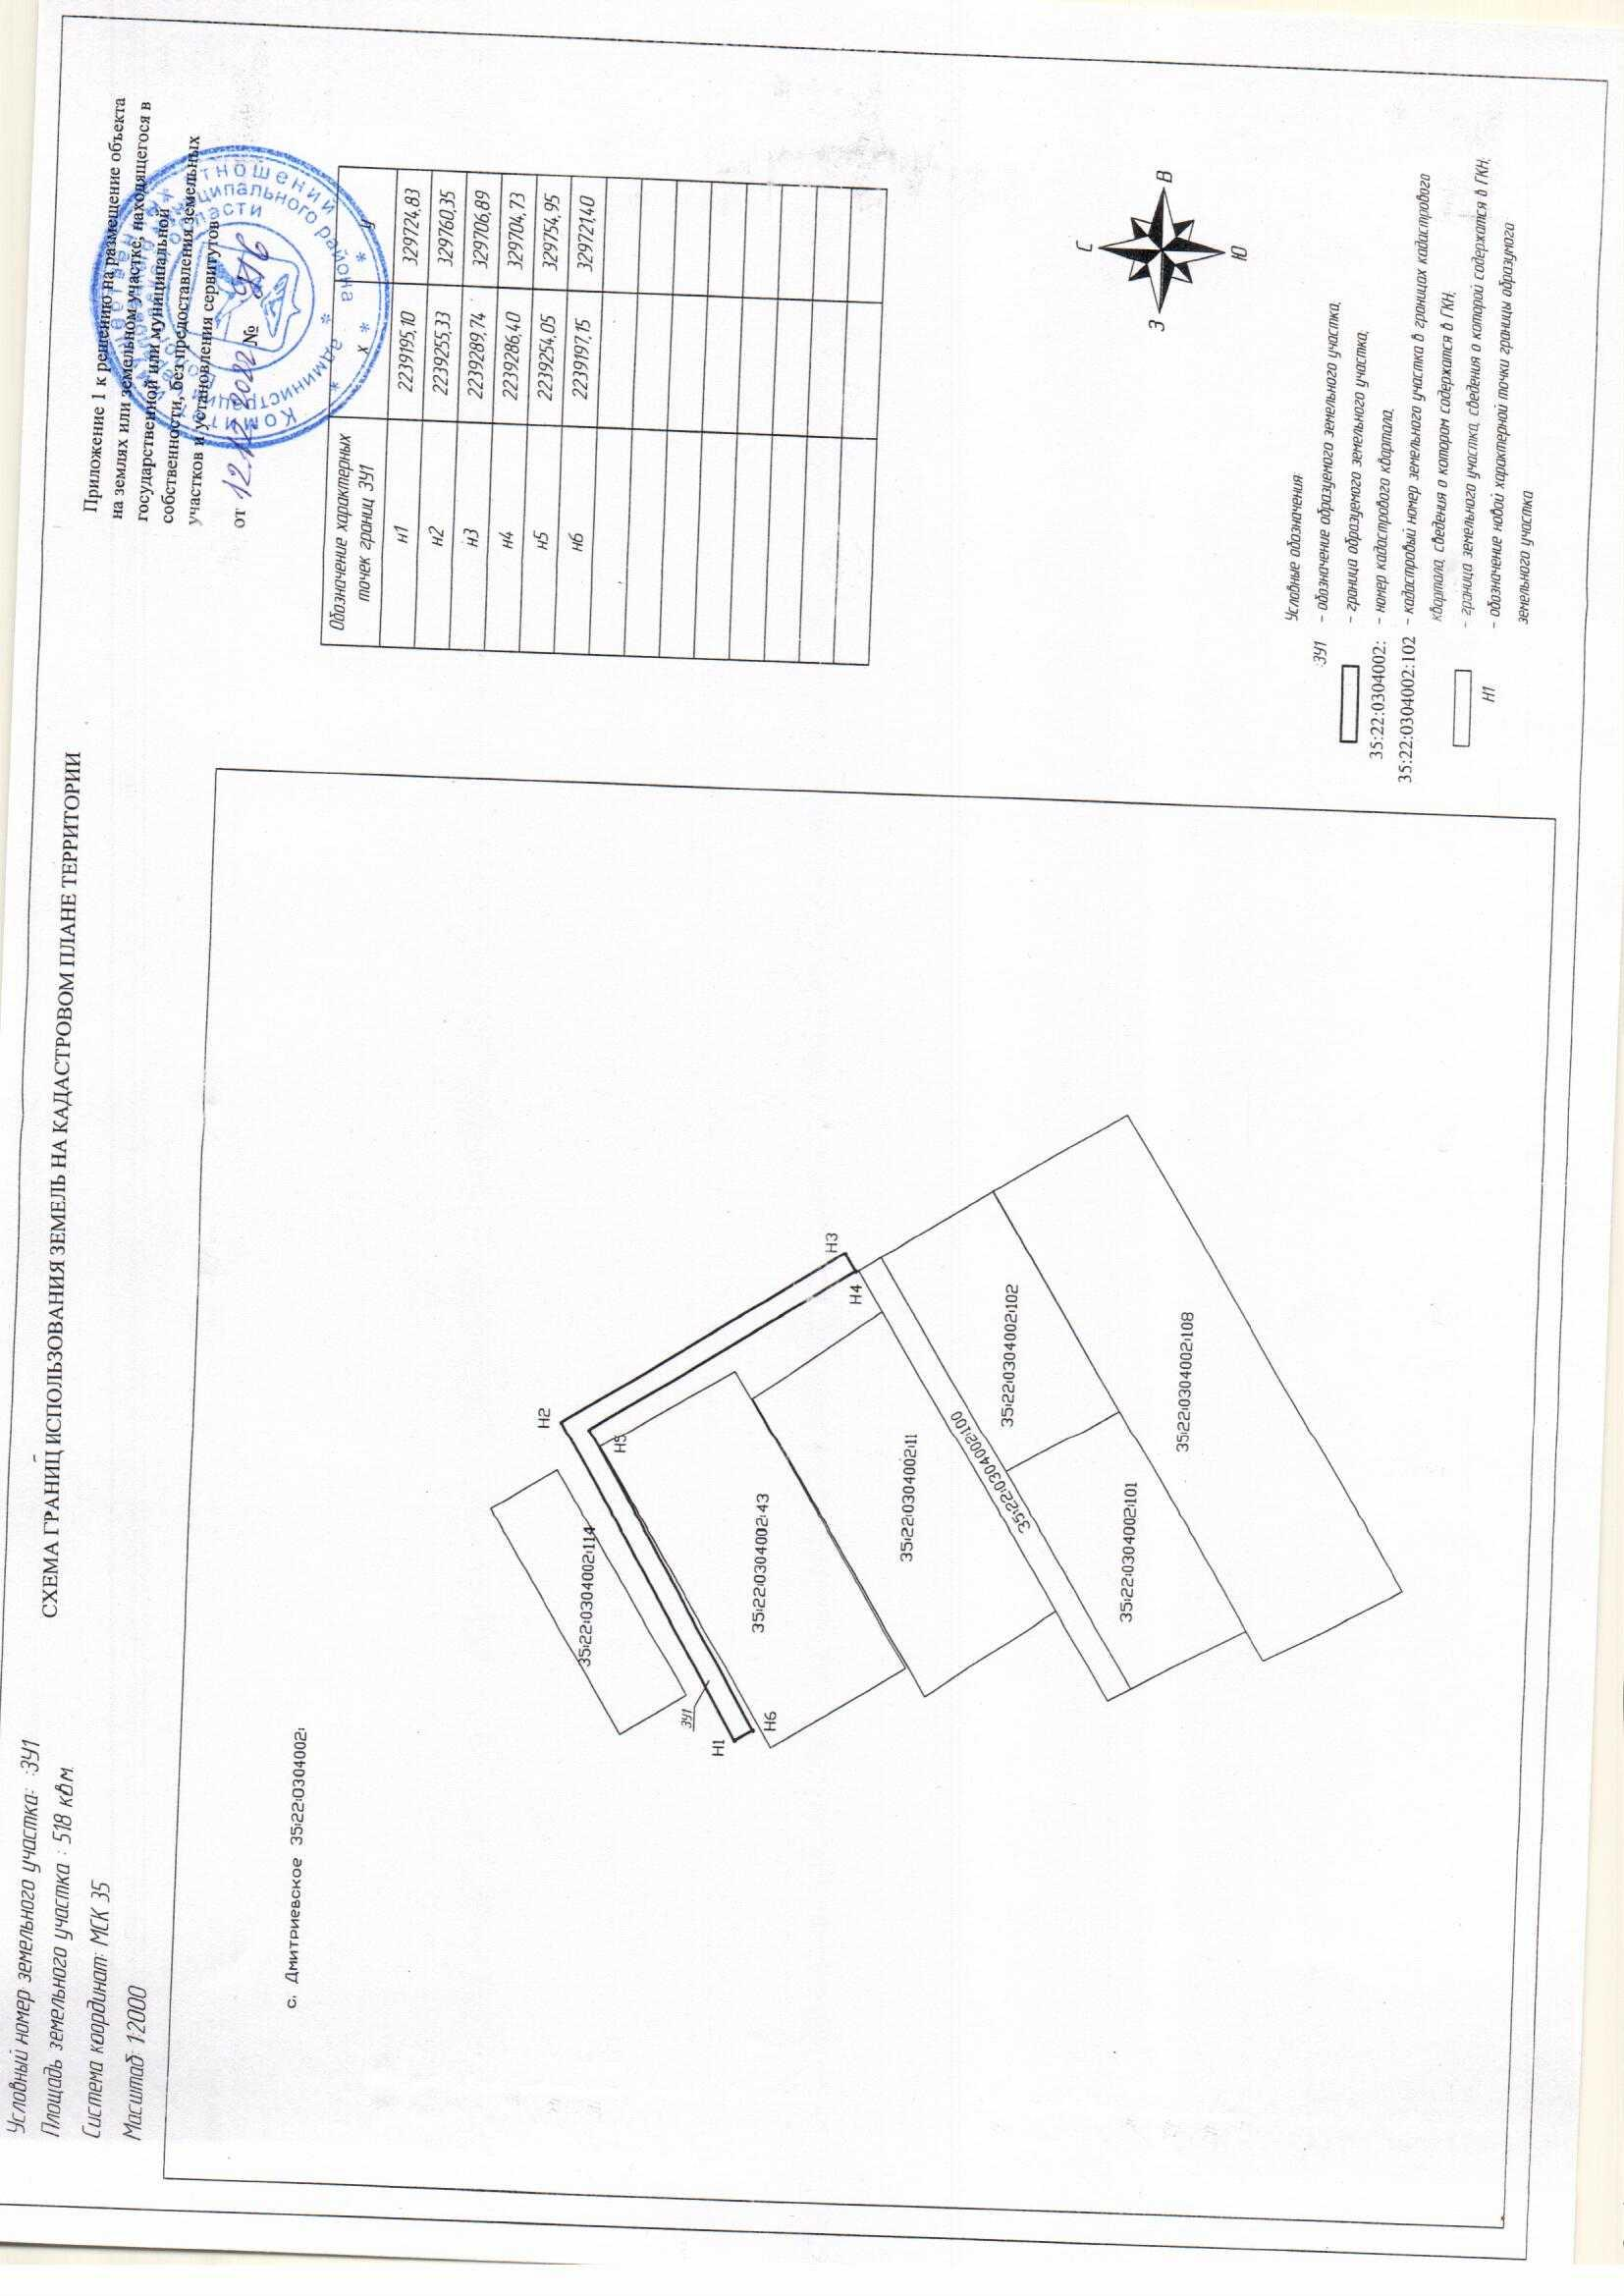 Условный номер земельного участка: :ЗУ1
Площадь земельного участка : 518 кв.м.
Система координат: МСК 35
Масштаб 1:2000
СХЕМА ГРАНИЦ ИСПОЛЬЗОВАНИЯ ЗЕМЕЛЬ НА КАДАСТРОВОМ ПЛАНЕ ТЕРРИТОРИИ
Приложение 1 к решению на размещение объекта
на землях или земельном участке, находящегося в
государственной или муниципальной
собственности, без предоставления земельных
участков и установления сервитутов
от 12.12.2022 №
Обозначение характерных точек границ ЗУ1 x y
н1 2239195,10 329724,83
н2 2239255,33 329760,35
н3 2239289,74 329706,89
н4 2239286,40 329704,73
н5 2239254,05 329754,95
н6 2239197,15 329721,40
с. Дмитриевское 35:22:0304002:
35:22:0304002:114
Н2
Н5
ЗУ1
Н1
Н6
Н3
Н4
35:22:0304002:43
35:22:0304002:11
35:22:0304002:100
35:22:0304002:102
35:22:0304002:101
35:22:0304002:108
С
З
В
Ю
Условные обозначения:
:ЗУ1 - обозначение образуемого земельного участка,
- граница образуемого земельного участка,
35:22:0304002: - номер кадастрового квартала,
35:22:0304002:102 - кадастровый номер земельного участка в границах кадастрового
квартала, сведения о котором содержатся в ГКН,
- граница земельного участка, сведения о которой содержатся в ГКН,
Н1 - обозначение новой характерной точки границы образумого
земельного участка